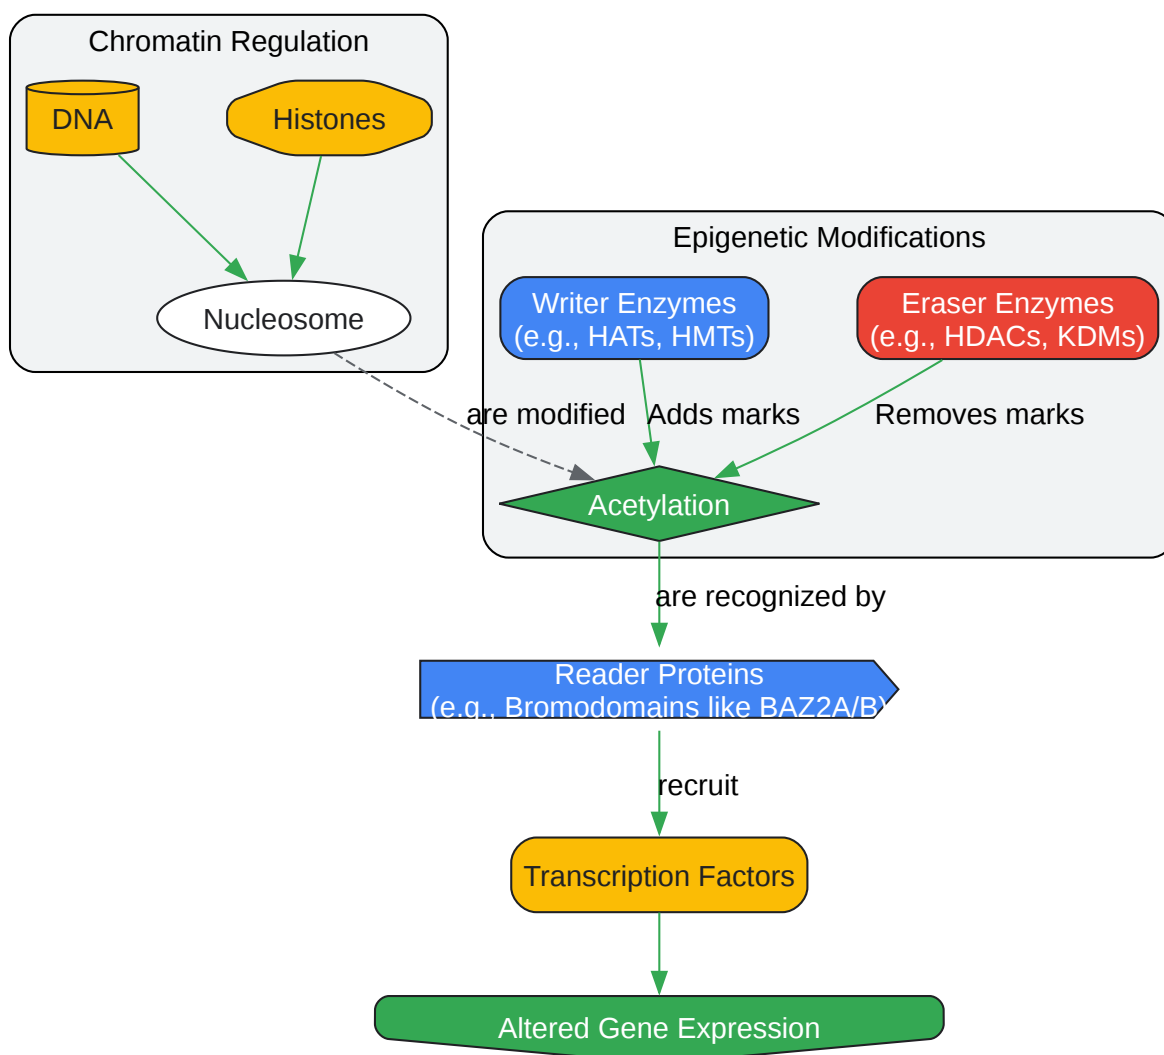 Chromatin Regulation
DNA
Histones
Nucleosome
Epigenetic Modifications
Writer Enzymes
(e.g., HATs, HMTs)
Eraser Enzymes
(e.g., HDACs, KDMs)
are modified
Adds marks
Removes marks
Acetylation
are recognized by
Reader Proteins
(e.g., Bromodomains like BAZ2A/B)
recruit
Transcription Factors
Altered Gene Expression